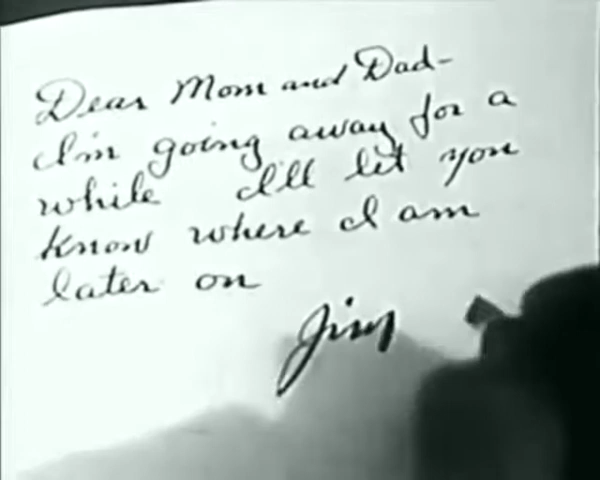 Dear Mom and Dad-
I'm going away for a
while I'll let you
know where I am
later on
Jim